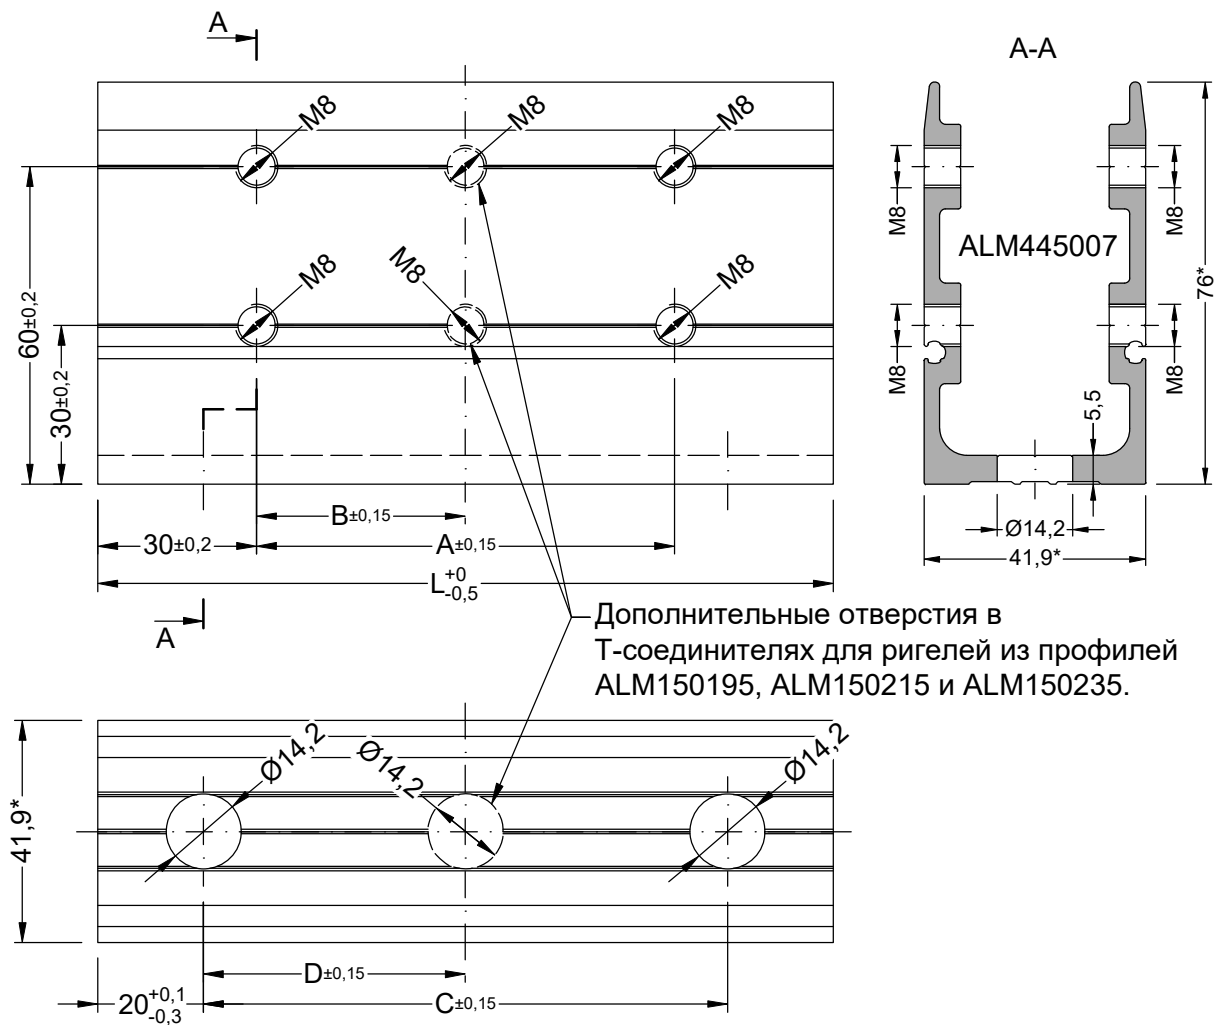 A
A-A
M8
M8
M8
M8
M8
ALM445007
76*
M8
M8
M8
60±0,2
30±0,2
M8
M8
5,5
B±0,15
30±0,2
A±0,15
Ø14,2
41,9*
L+0 -0,5
A
Дополнительные отверстия в
Т-соединителях для ригелей из профилей
ALM150195, ALM150215 и ALM150235.
Ø14,2
Ø14,2
Ø14,2
41,9*
D±0,15
20+0,1 -0,3
C±0,15